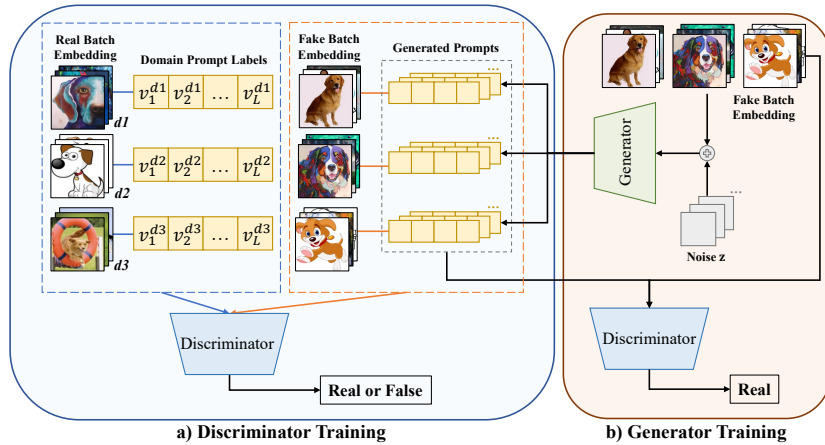 Real Batch
Embedding
Domain Prompt Labels
Fake Batch
Embedding
Generated Prompts
...
v_1^{d1} v_2^{d1} ... v_L^{d1}
d1
v_1^{d2} v_2^{d2} ... v_L^{d2}
d2
...
v_1^{d3} v_2^{d3} ... v_L^{d3}
d3
...
Discriminator
Real or False
a) Discriminator Training
Fake Batch
Embedding
Generator
...
Noise z
Discriminator
Real
b) Generator Training